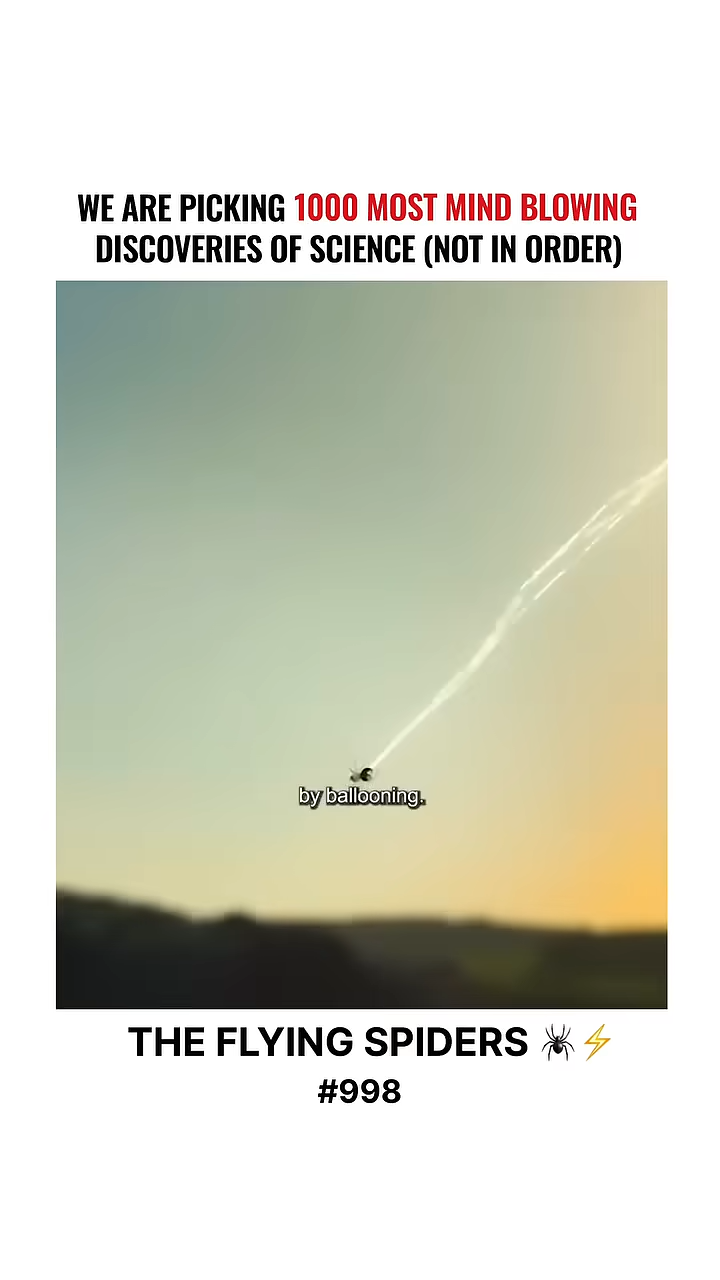 WE ARE PICKING 1000 MOST MIND BLOWING
DISCOVERIES OF SCIENCE (NOT IN ORDER)
by ballooning.
THE FLYING SPIDERS 🕷️⚡
#998